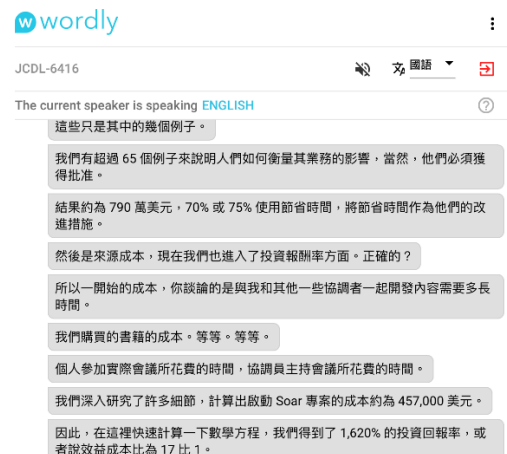 wordly
JCDL-6416
國語
The current speaker is speaking ENGLISH
這些只是其中的幾個例子。
我們有超過 65 個例子來說明人們如何衡量其業務的影響，當然，他們必須獲
得批准。
結果約為 790 萬美元，70% 或 75% 使用節省時間，將節省時間作為他們的改
進措施。
然後是來源成本，現在我們也進入了投資報酬率方面。正確的？
所以一開始的成本，你談論的是與我和其他一些協調者一起開發內容需要多長
時間。
我們購買的書籍的成本。等等。等等。
個人參加實際會議所花費的時間，協調員主持會議所花費的時間。
我們深入研究了許多細節，計算出啟動 Soar 專案的成本約為 457,000 美元。
因此，在這裡快速計算一下數學方程，我們得到了 1,620% 的投資回報率，或
者說效益成本比為 17 比 1。